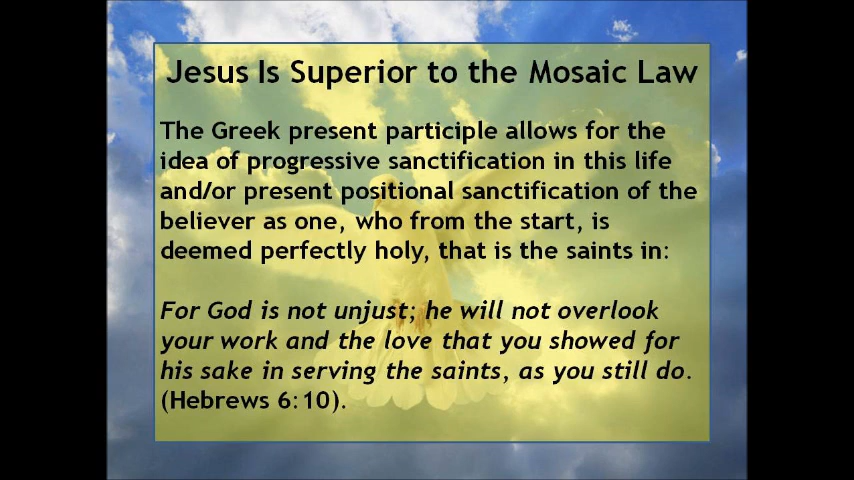 Jesus Is Superior to the Mosaic Law
The Greek present participle allows for the
idea of progressive sanctification in this life
and/or present positional sanctification of the
believer as one, who from the start, is
deemed perfectly holy, that is the saints in:
For God is not unjust; he will not overlook
your work and the love that you showed for
his sake in serving the saints, as you still do.
(Hebrews 6:10).